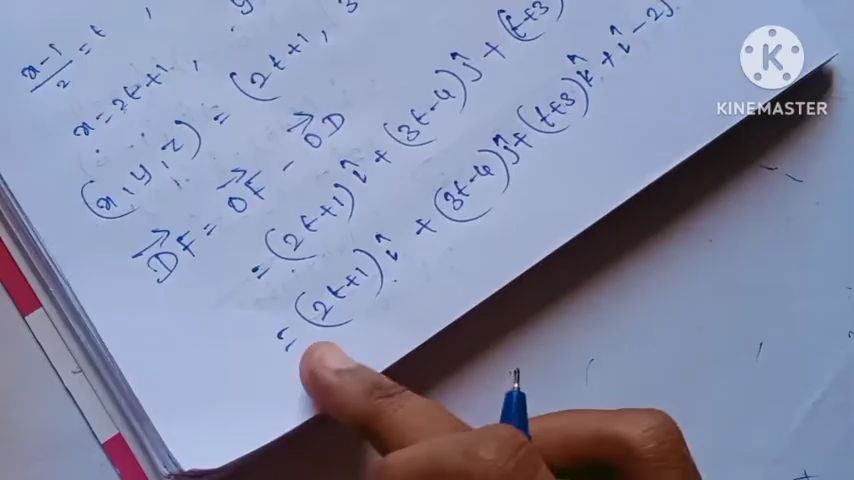 x-1/2 = t , y
x = 2t+1 ,
(x, y, z) = (2t+1, 3
→DF = →OF - →OD
= (2t+1)î + (3t-4)ĵ + (t+3)
= (2t+1)î + (3t-4)ĵ + (t+3)k̂ + î - 2ĵ
K
KINEMASTER